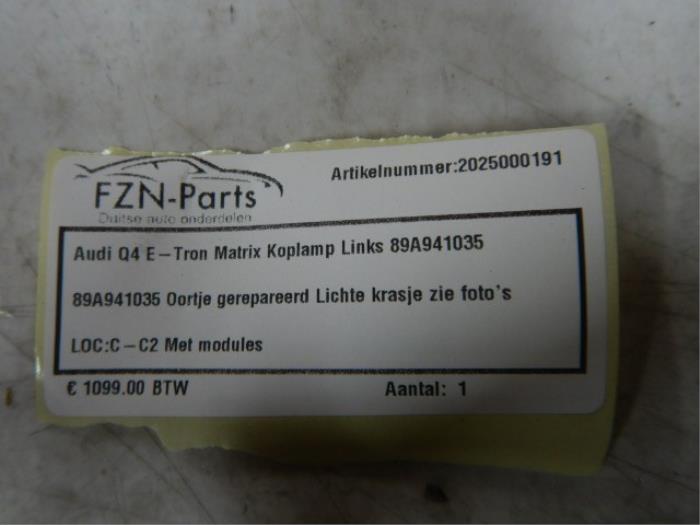 Artikelnummer:2025000191
FZN-Parts
Duitse auto onderdelen
Audi Q4 E-Tron Matrix Koplamp Links 89A941035
89A941035 Oortje gerepareerd Lichte krasje zie foto's
LOC:C-C2 Met modules
€ 1099.00 BTW Aantal: 1